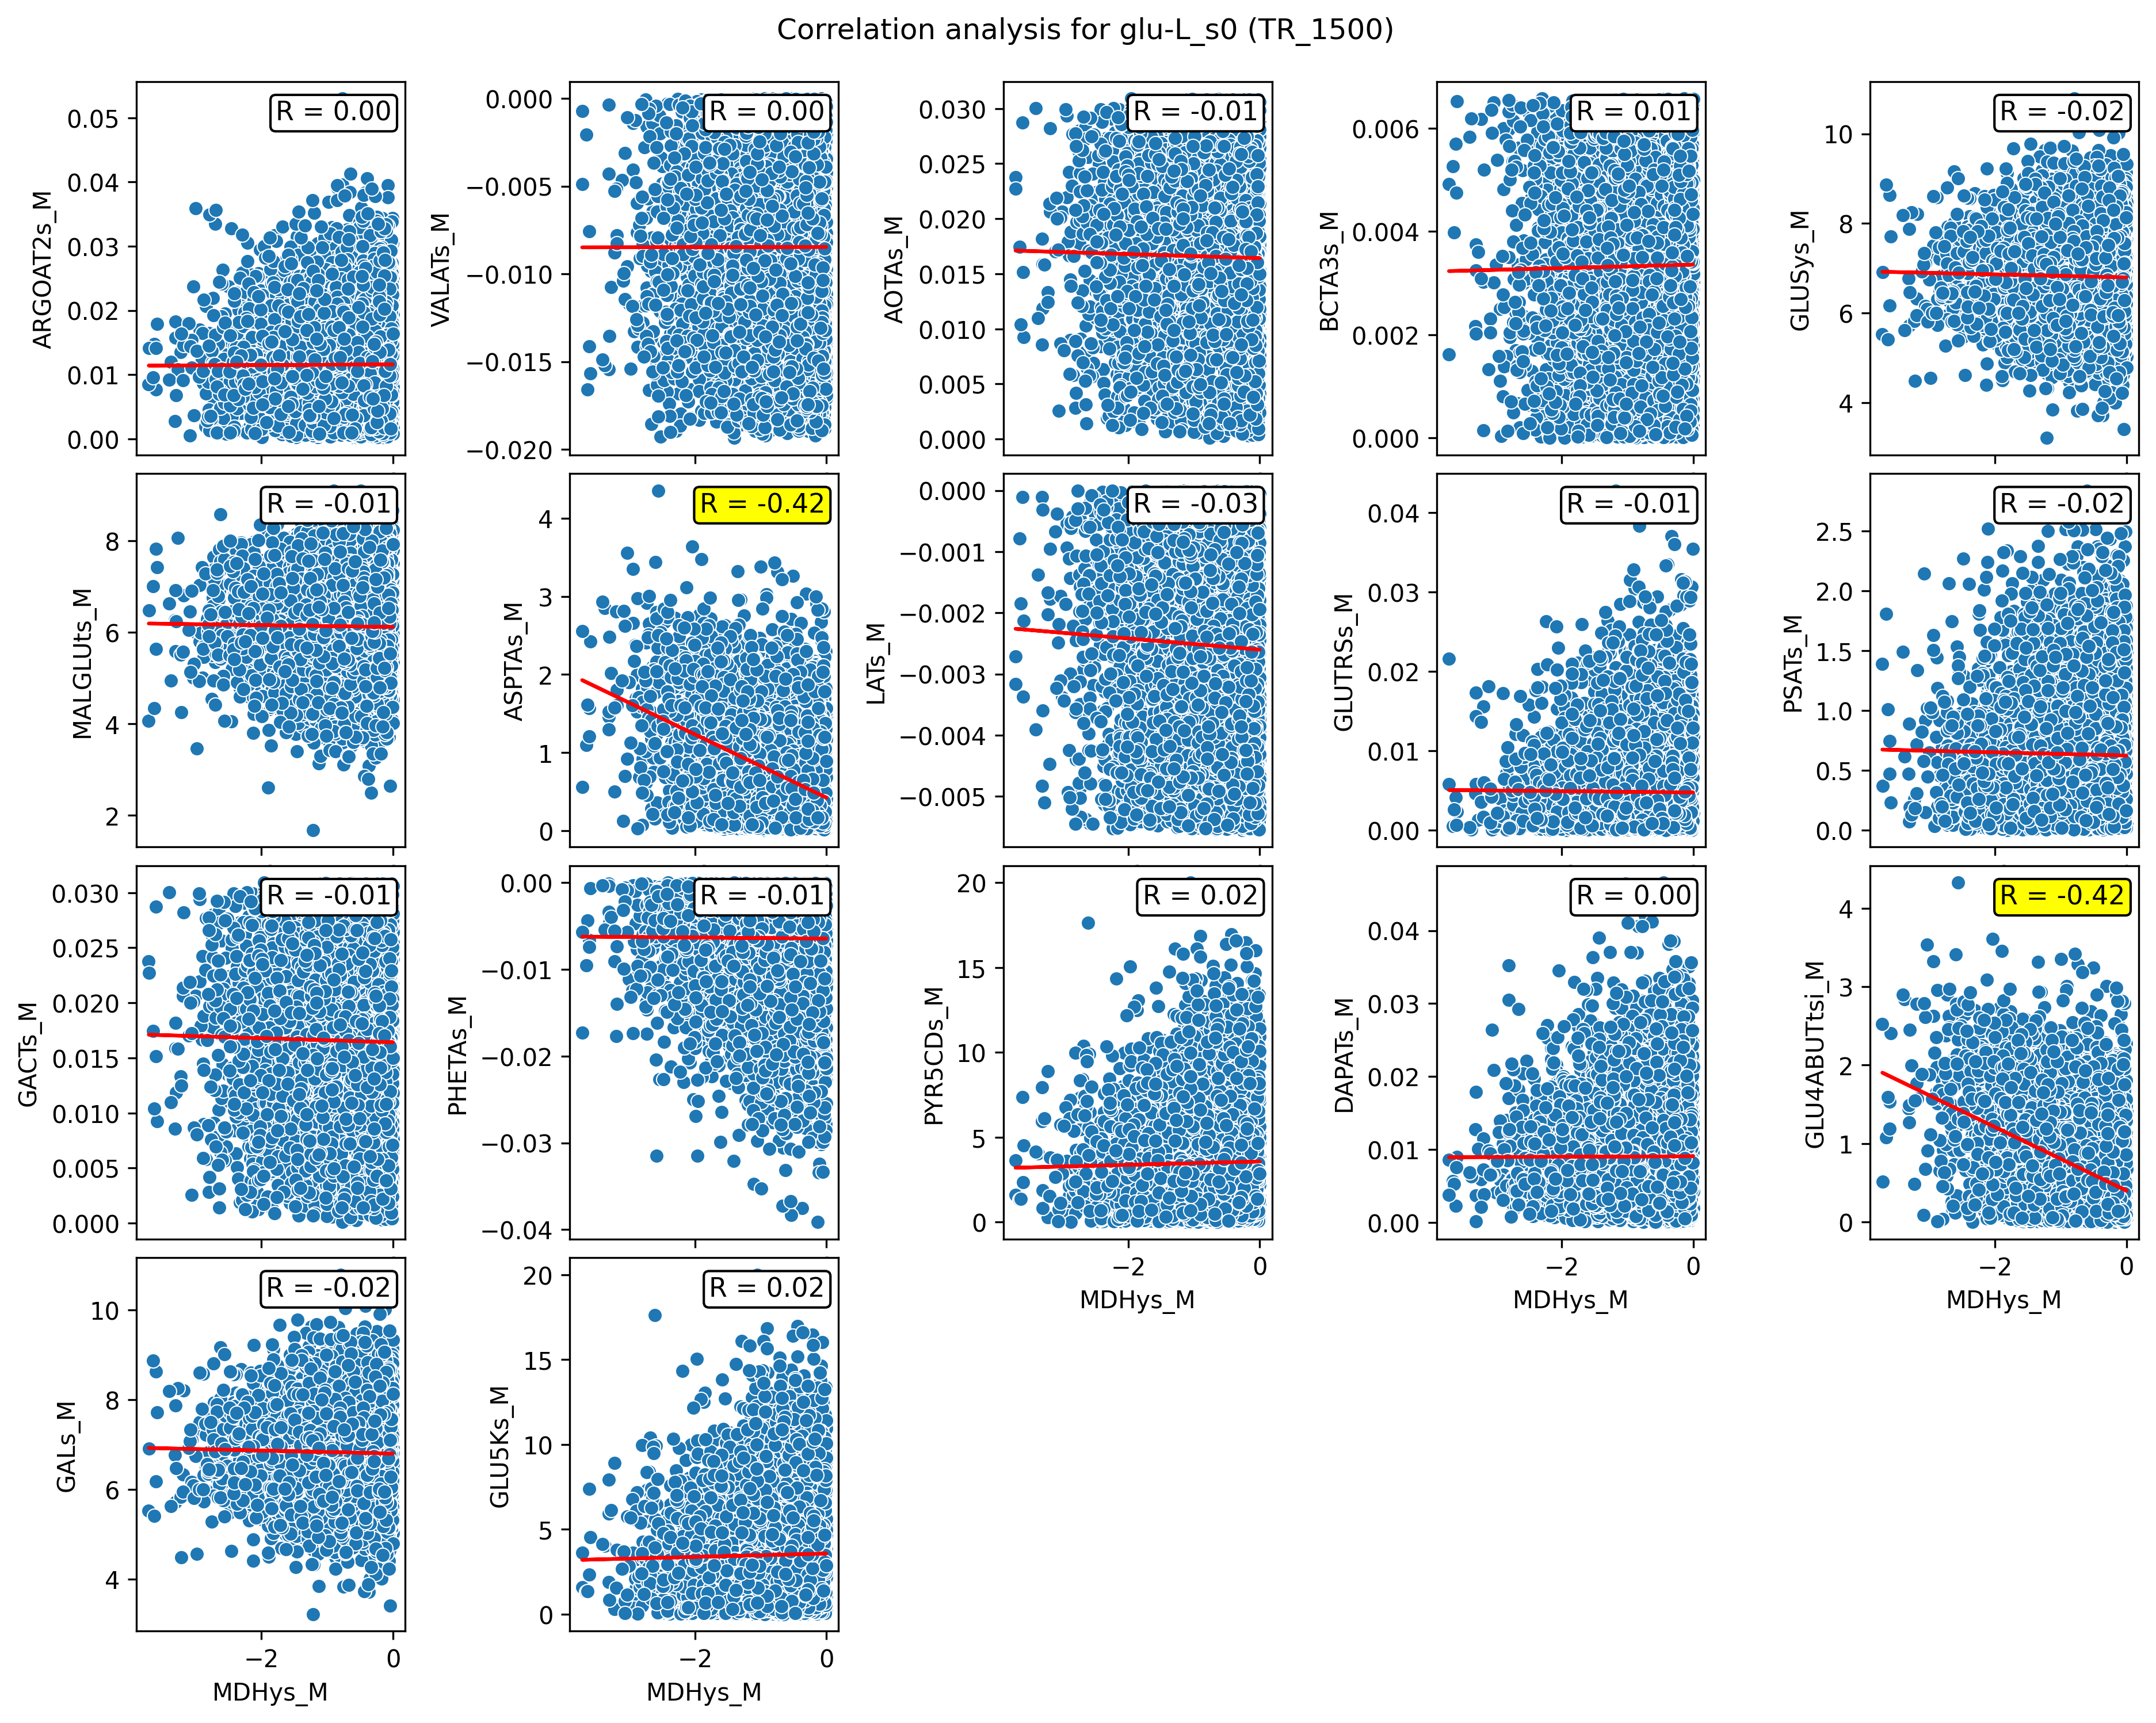 Correlation analysis for glu-L_s0 (TR_1500)
ARGOAT2s_M
0.05
0.04
0.03
0.02
0.01
0.00
R = 0.00
VALATs_M
0.000
−0.005
−0.010
−0.015
−0.020
R = 0.00
AOTAs_M
0.030
0.025
0.020
0.015
0.010
0.005
0.000
R = -0.01
BCTA3s_M
0.006
0.004
0.002
0.000
R = 0.01
GLUSys_M
10
8
6
4
R = -0.02
MALGLUts_M
8
6
4
2
R = -0.01
ASPTAs_M
4
3
2
1
0
R = -0.42
LATs_M
0.000
−0.001
−0.002
−0.003
−0.004
−0.005
R = -0.03
GLUTRSs_M
0.04
0.03
0.02
0.01
0.00
R = -0.01
PSATs_M
2.5
2.0
1.5
1.0
0.5
0.0
R = -0.02
GACTs_M
0.030
0.025
0.020
0.015
0.010
0.005
0.000
R = -0.01
PHETAs_M
0.00
−0.01
−0.02
−0.03
−0.04
R = -0.01
PYR5CDs_M
20
15
10
5
0
R = 0.02
−2
0
MDHys_M
DAPATs_M
0.04
0.03
0.02
0.01
0.00
R = 0.00
−2
0
MDHys_M
GLU4ABUTtsi_M
4
3
2
1
0
R = -0.42
−2
0
MDHys_M
GALs_M
10
8
6
4
R = -0.02
−2
0
MDHys_M
GLU5Ks_M
20
15
10
5
0
R = 0.02
−2
0
MDHys_M